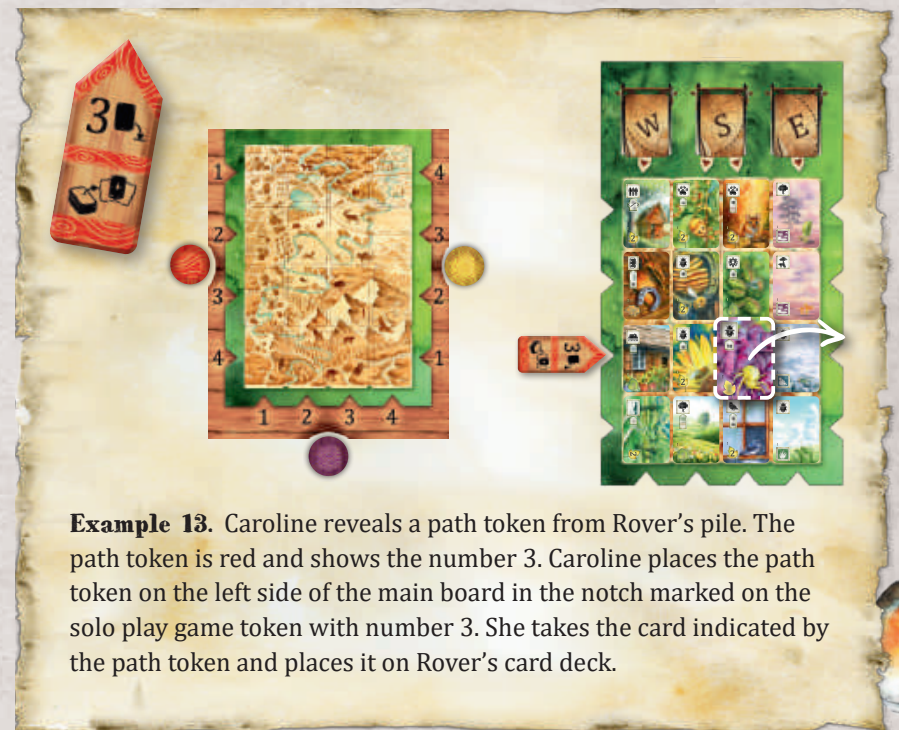 3
W S E
1 4
2 3
3 2
4 1
1 2 3 4
3
Example 13. Caroline reveals a path token from Rover's pile. The
path token is red and shows the number 3. Caroline places the path
token on the left side of the main board in the notch marked on the
solo play game token with number 3. She takes the card indicated by
the path token and places it on Rover's card deck.